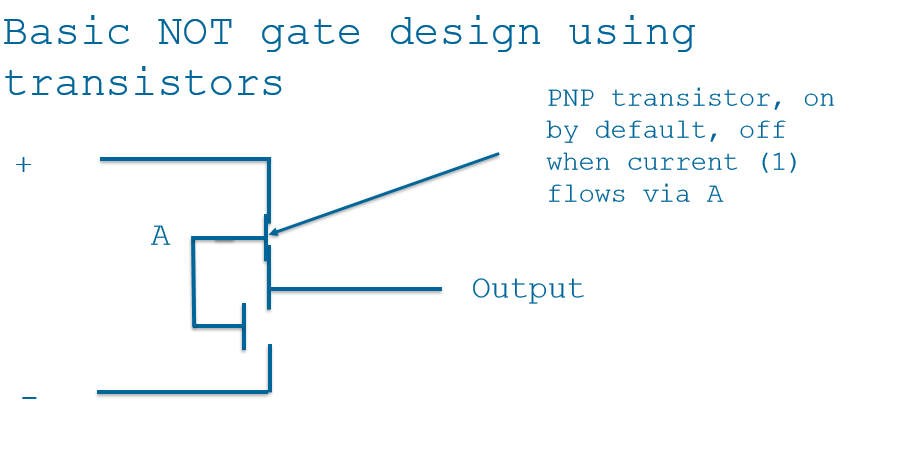 Basic NOT gate design using
transistors
PNP transistor, on
by default, off
when current (1)
flows via A
+
A
Output
-